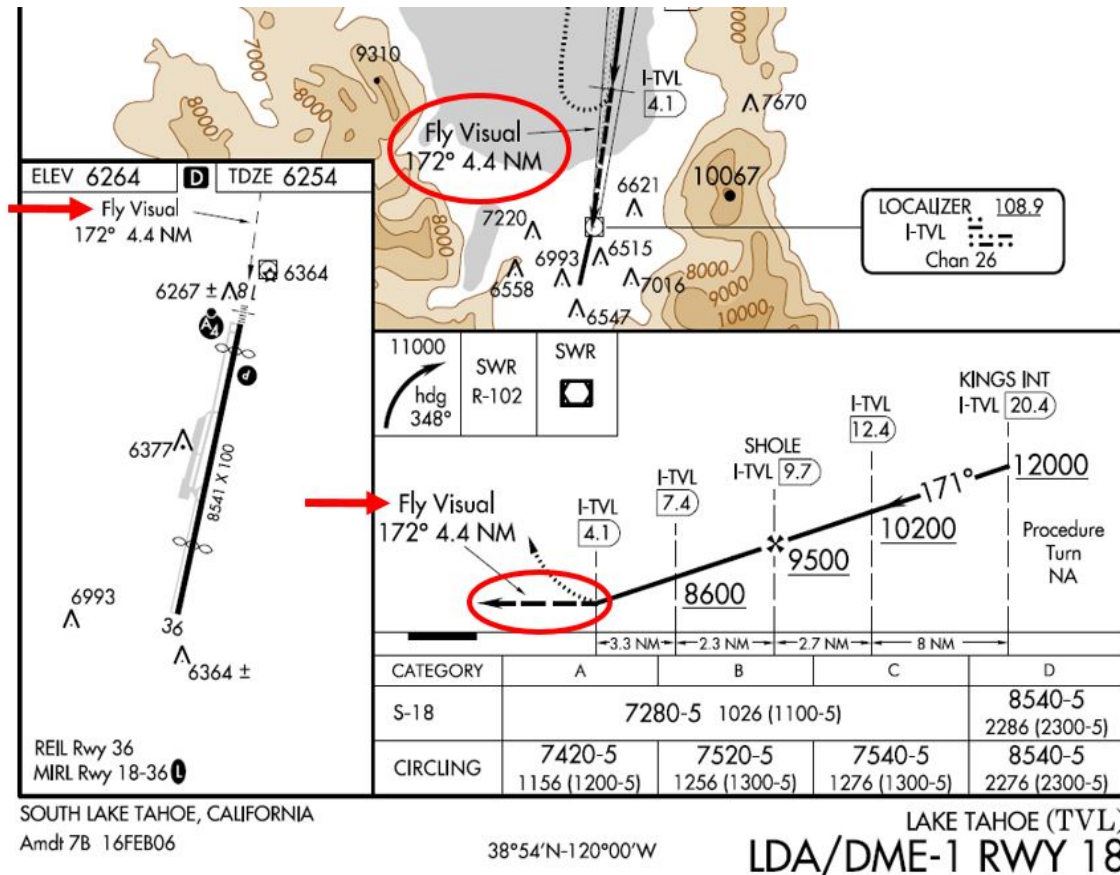 7000
8000
9310
8000
9000
I-TVL
4.1
7670
Fly Visual
172° 4.4 NM
10067
6621
7220
8000
6515
6993
6558
7016
6547
8000
9000
10000
LOCALIZER 108.9
I-TVL
Chan 26
ELEV 6264 D TDZE 6254
Fly Visual
172° 4.4 NM
6364
6267 ±
18
A4
6377
8541 X 100
6993
36
6364 ±
REIL Rwy 36
MIRL Rwy 18-36 L
11000
hdg
348°
SWR
R-102
SWR
KINGS INT
I-TVL 20.4
I-TVL
12.4
SHOLE
I-TVL 9.7
I-TVL
7.4
I-TVL
4.1
Fly Visual
172° 4.4 NM
171°
12000
10200
9500
8600
Procedure
Turn
NA
3.3 NM 2.3 NM 2.7 NM 8 NM
CATEGORY A B C D
S-18 7280-5 1026 (1100-5) 8540-5
2286 (2300-5)
CIRCLING 7420-5 7520-5 7540-5 8540-5
1156 (1200-5) 1256 (1300-5) 1276 (1300-5) 2276 (2300-5)
SOUTH LAKE TAHOE, CALIFORNIA
Amdt 7B 16FEB06
38°54′N-120°00′W
LAKE TAHOE (TVL)
LDA/DME-1 RWY 18